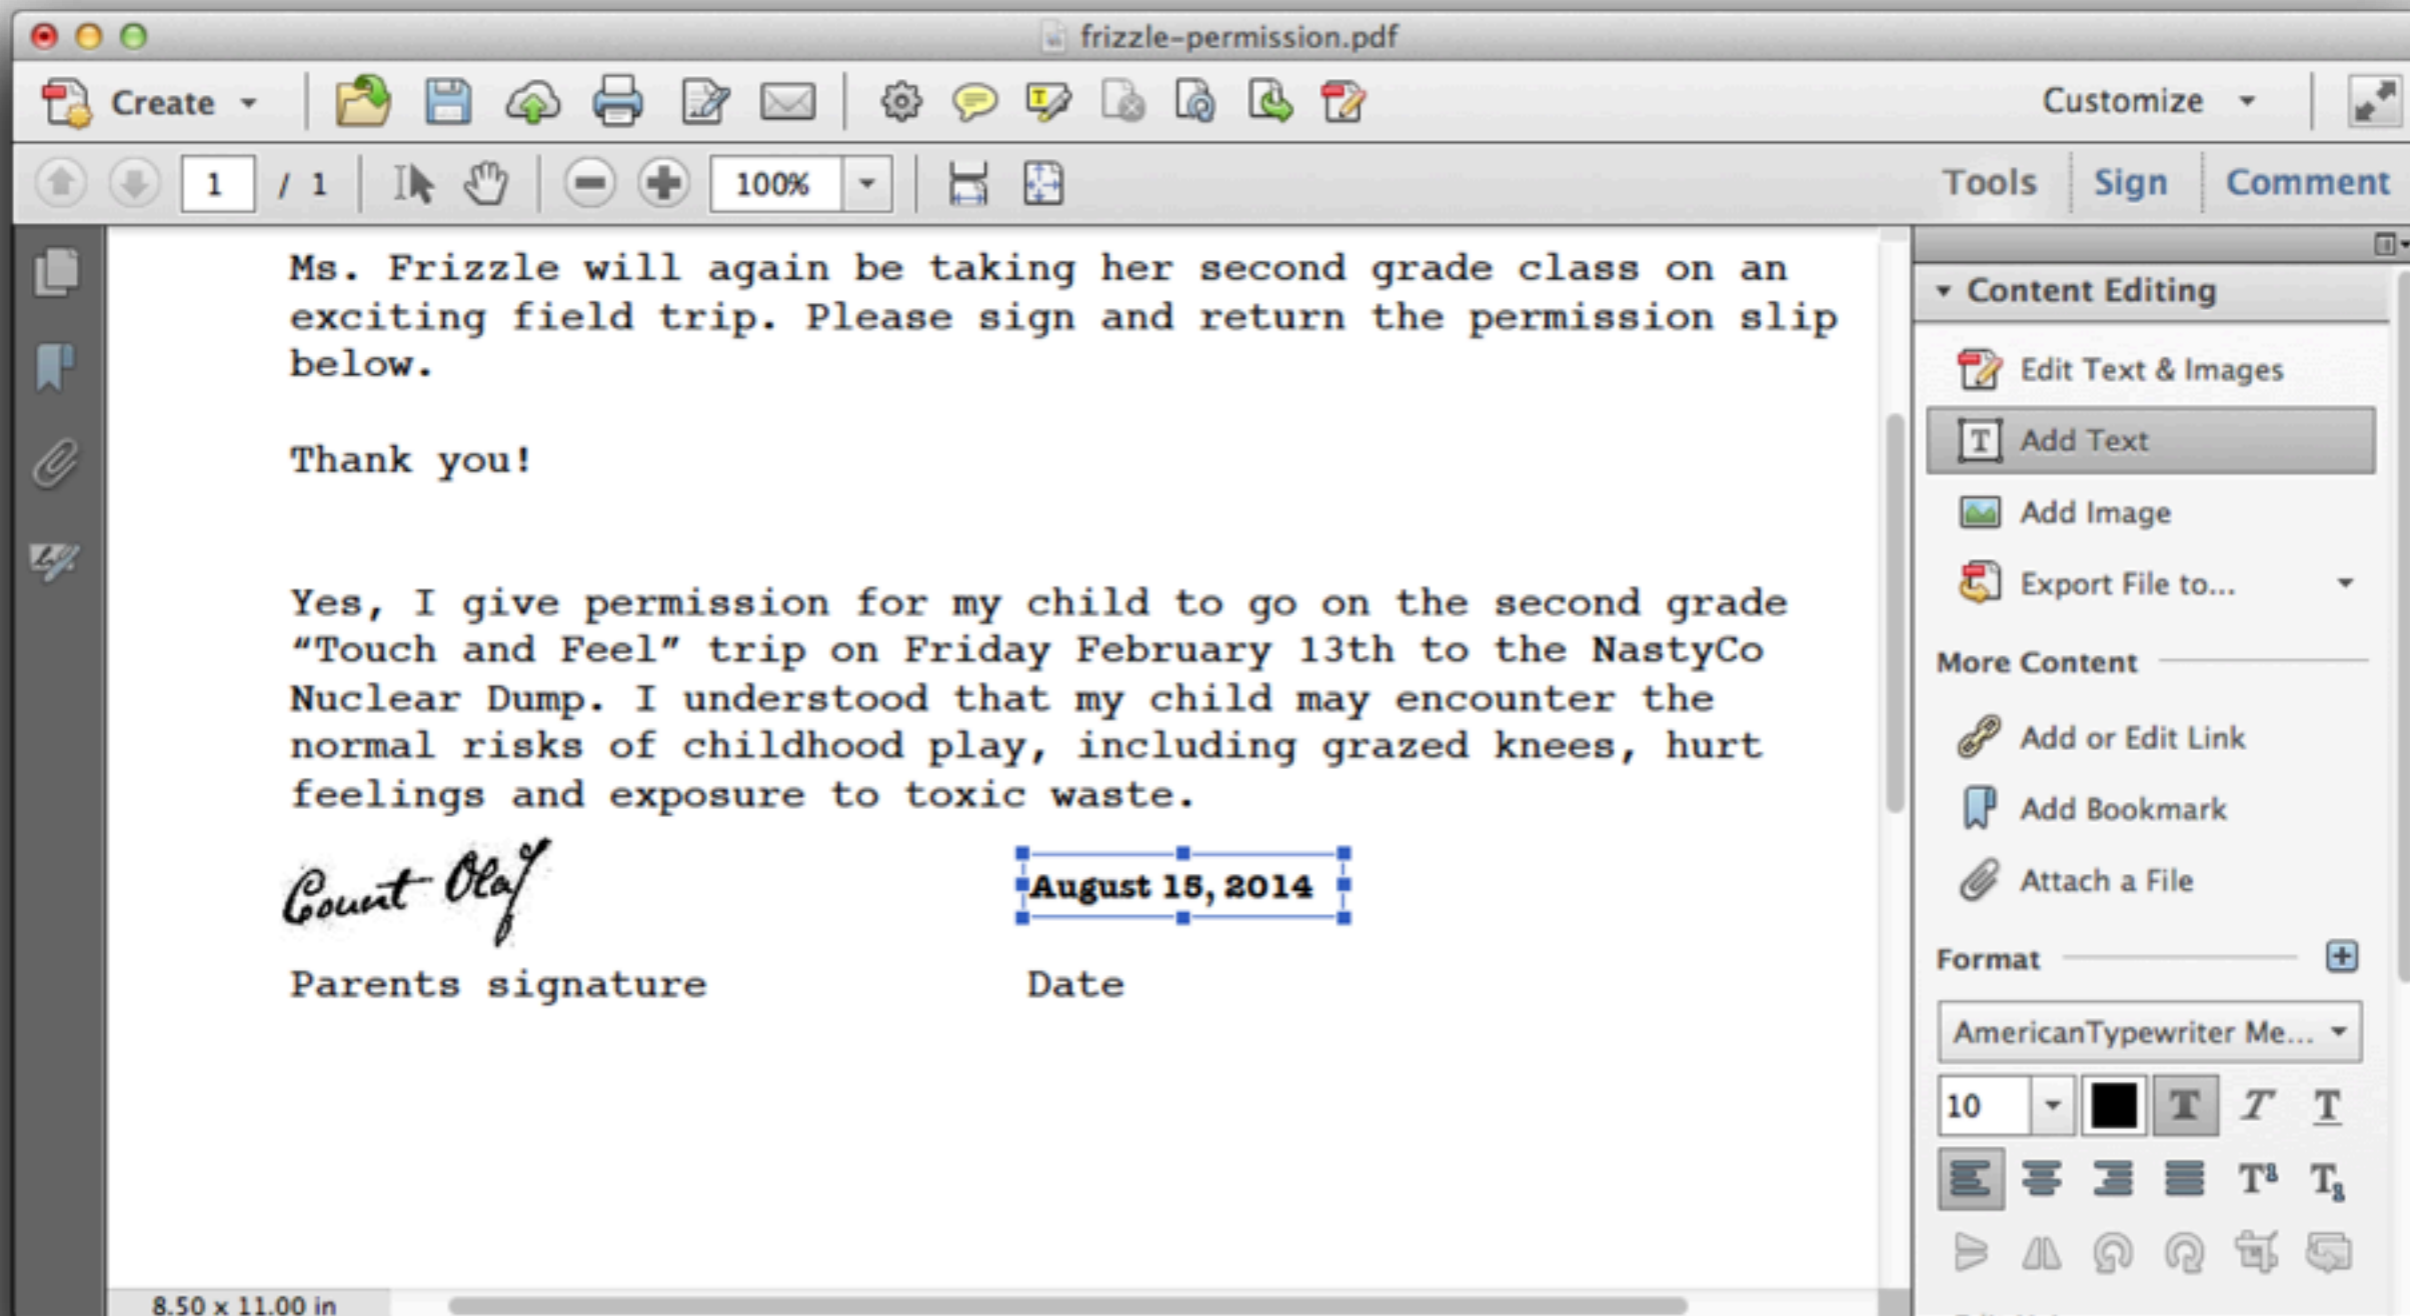 frizzle-permission.pdf
Create
Customize
1 / 1
100%
Tools
Sign
Comment
Ms. Frizzle will again be taking her second grade class on an
exciting field trip. Please sign and return the permission slip
below.
Thank you!
Yes, I give permission for my child to go on the second grade
“Touch and Feel” trip on Friday February 13th to the NastyCo
Nuclear Dump. I understood that my child may encounter the
normal risks of childhood play, including grazed knees, hurt
feelings and exposure to toxic waste.
Count Olaf
August 15, 2014
Parents signature
Date
8.50 x 11.00 in
Content Editing
Edit Text & Images
Add Text
Add Image
Export File to...
More Content
Add or Edit Link
Add Bookmark
Attach a File
Format
AmericanTypewriter Me...
10